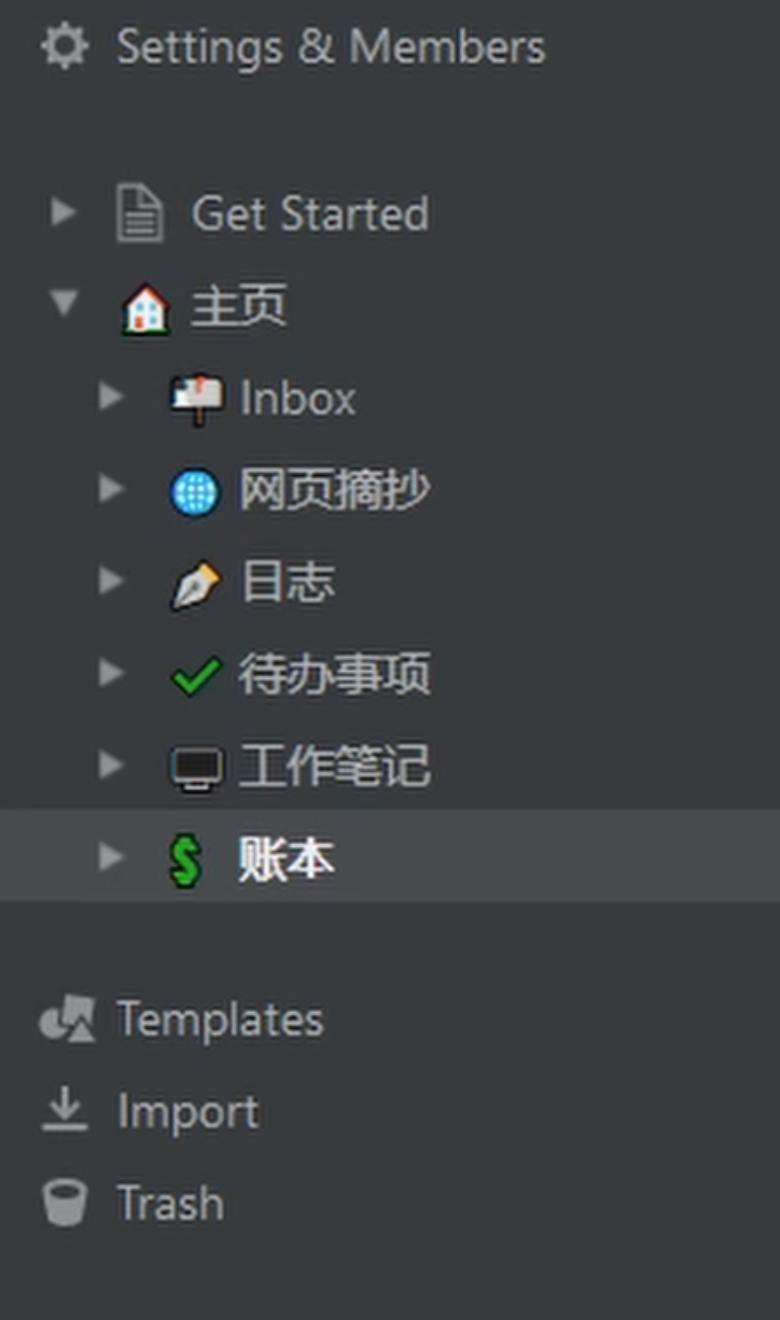 Settings & Members
Get Started
主页
Inbox
网页摘抄
日志
待办事项
工作笔记
账本
Templates
Import
Trash